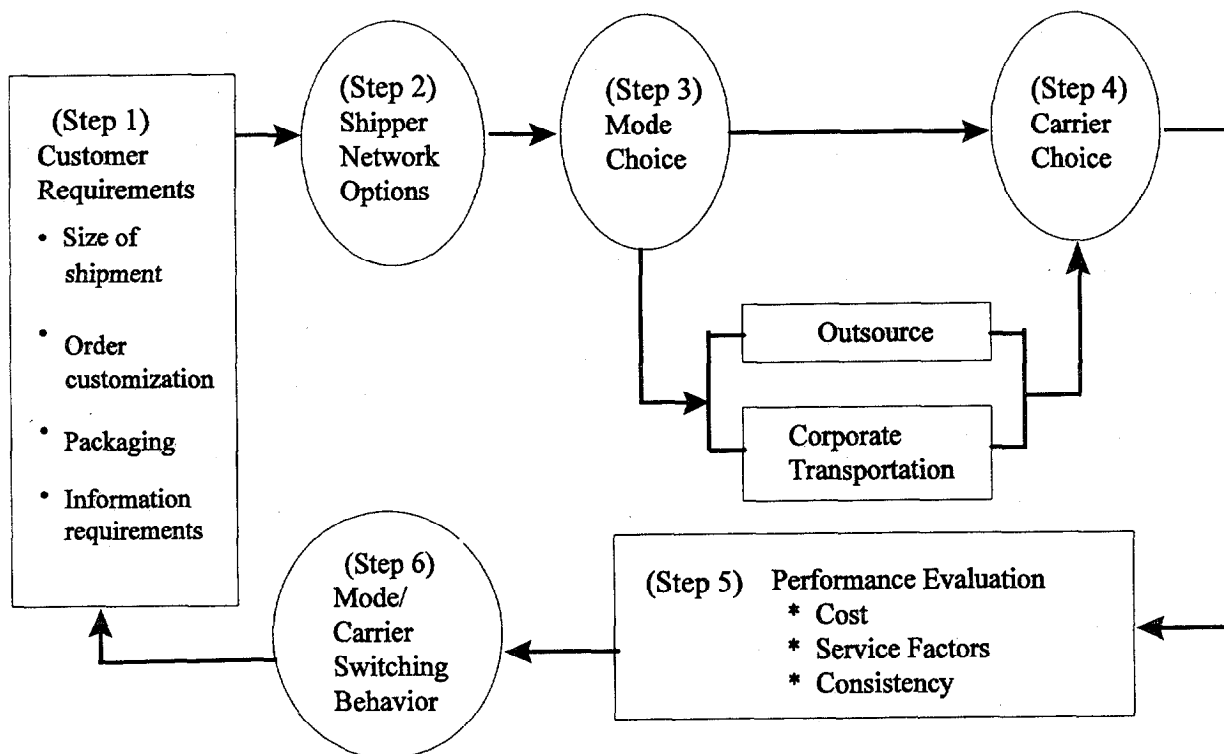 (Step 1)
Customer
Requirements
• Size of
shipment
• Order
customization
• Packaging
• Information
requirements
(Step 2)
Shipper
Network
Options
(Step 3)
Mode
Choice
(Step 4)
Carrier
Choice
Outsource
Corporate
Transportation
(Step 5) Performance Evaluation
* Cost
* Service Factors
* Consistency
(Step 6)
Mode/
Carrier
Switching
Behavior